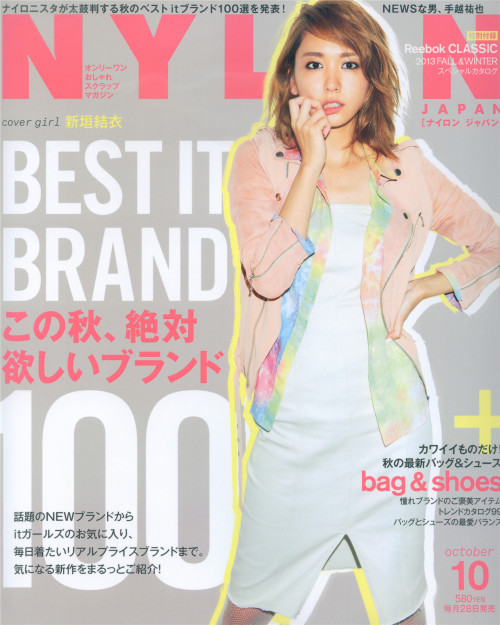 ナイロニスタが太鼓判する秋のベスト itブランド100選を発表！
NEWSな男、手越祐也
NYLON
特別付録
Reebok CLASSIC
2013 FALL & WINTER
スペシャルカタログ
オンリーワン
おしゃれ
スクラップ
マガジン
JAPAN
[ナイロン ジャパン]
cover girl 新垣結衣
BEST IT
BRAND
この秋、絶対
欲しいブランド
100
+
カワイイものだけ!
秋の最新バッグ&シューズ
bag & shoes
憧れブランドのご褒美アイテム
トレンドカタログ99
バッグとシューズの最愛バランス
話題のNEWブランドから
itガールズのお気に入り、
毎日着たいリアルプライスブランドまで。
気になる新作をまるっとご紹介!
october
10
580YEN
毎月28日発売